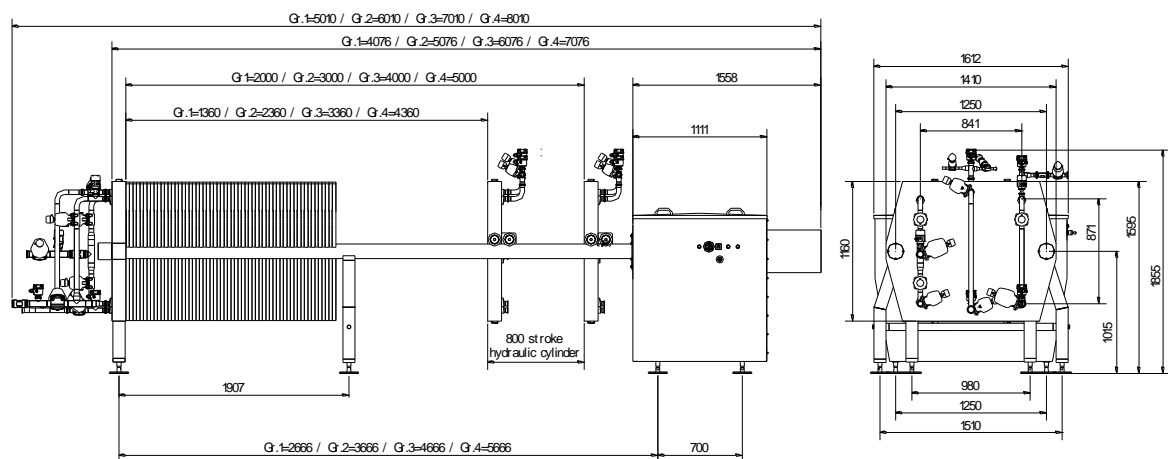 Gr.1=5010 / Gr.2=6010 / Gr.3=7010 / Gr.4=8010
Gr.1=4076 / Gr.2=5076 / Gr.3=6076 / Gr.4=7076
Gr1=2000 / Gr.2=3000 / Gr.3=4000 / Gr.4=5000
1558
Gr.1=1360 / Gr.2=2360 / Gr.3=3360 / Gr.4=4360
1111
800 stroke
hydraulic cylinder
1907
Gr.1=2666 / Gr.2=3666 / Gr.3=4666 / Gr.4=5666
700
1612
1410
1250
841
1160
871
1595
1855
1015
980
1250
1510